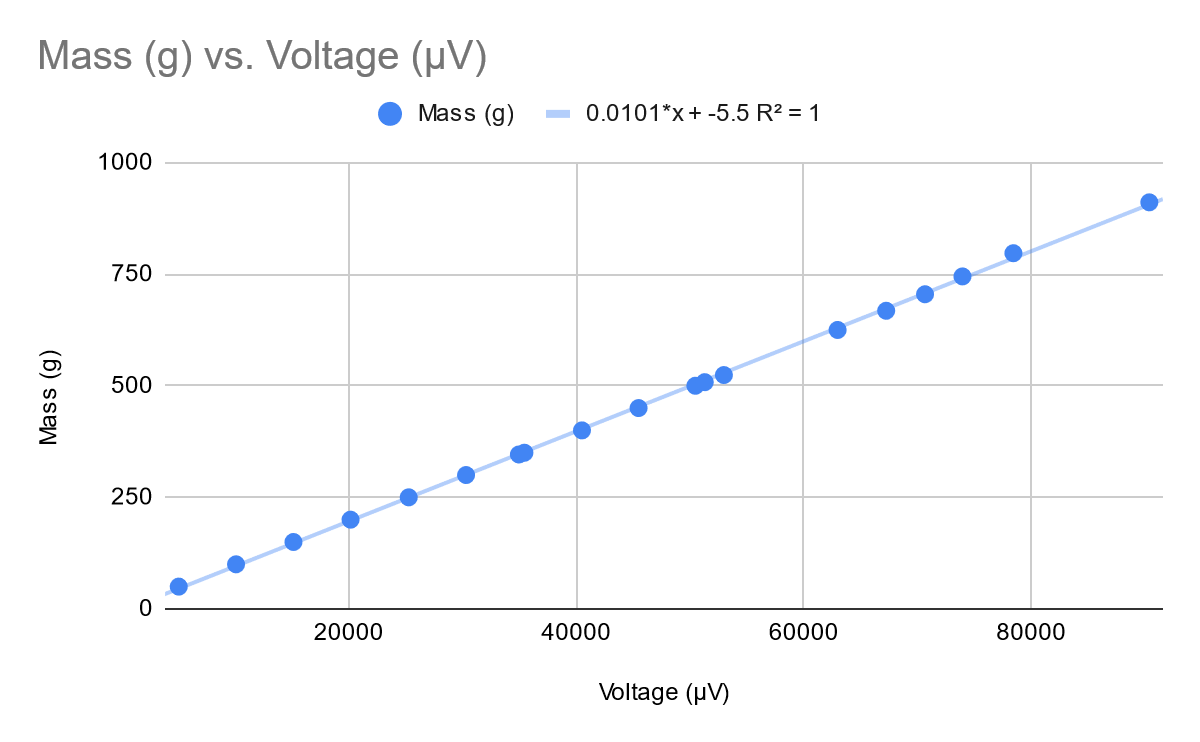 Mass (g) vs. Voltage (µV)
Mass (g) 0.0101*x + -5.5 R² = 1
1000
750
500
250
0
Mass (g)
20000 40000 60000 80000
Voltage (µV)